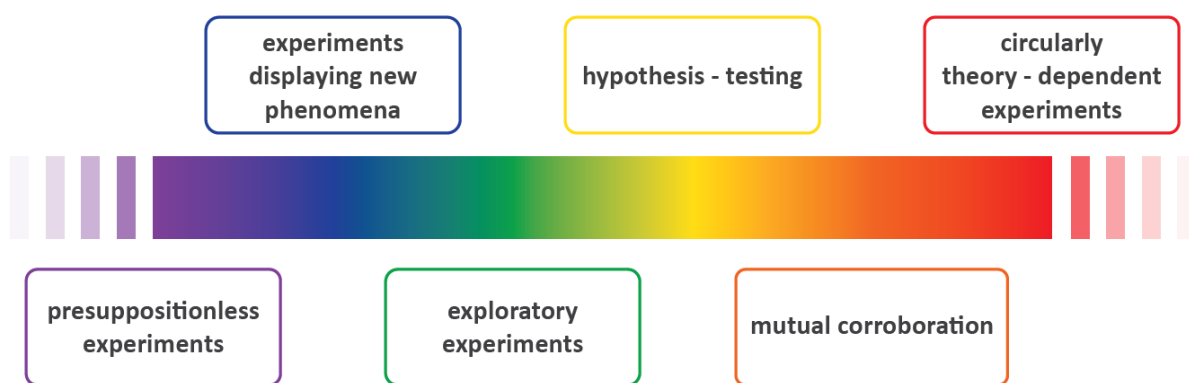 experiments
displaying new
phenomena
hypothesis - testing
circularly
theory - dependent
experiments
presuppositionless
experiments
exploratory
experiments
mutual corroboration